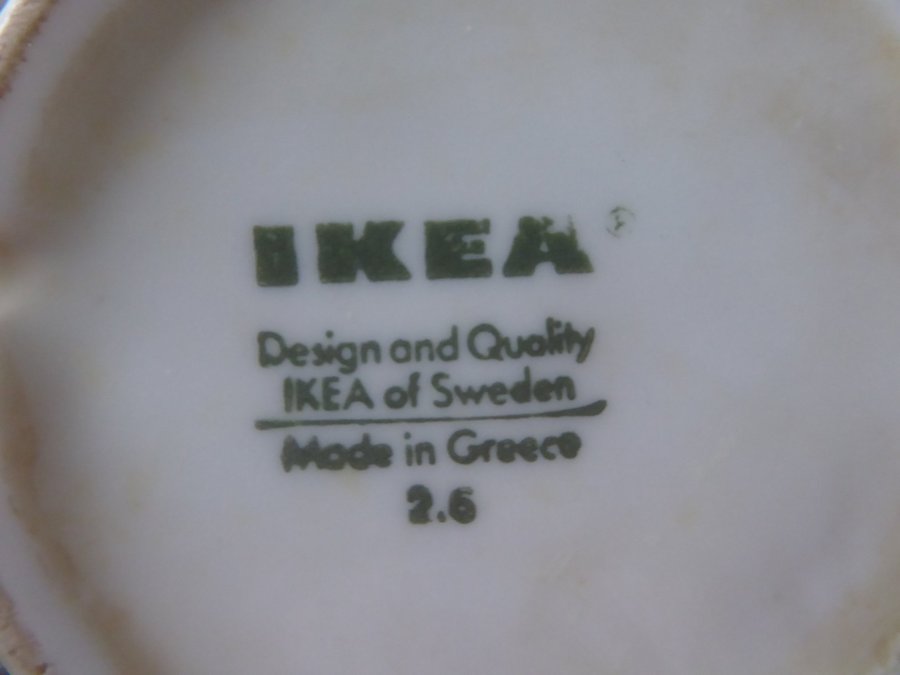 IKEA®
Design and Quality
IKEA of Sweden
Made in Greece
2.6